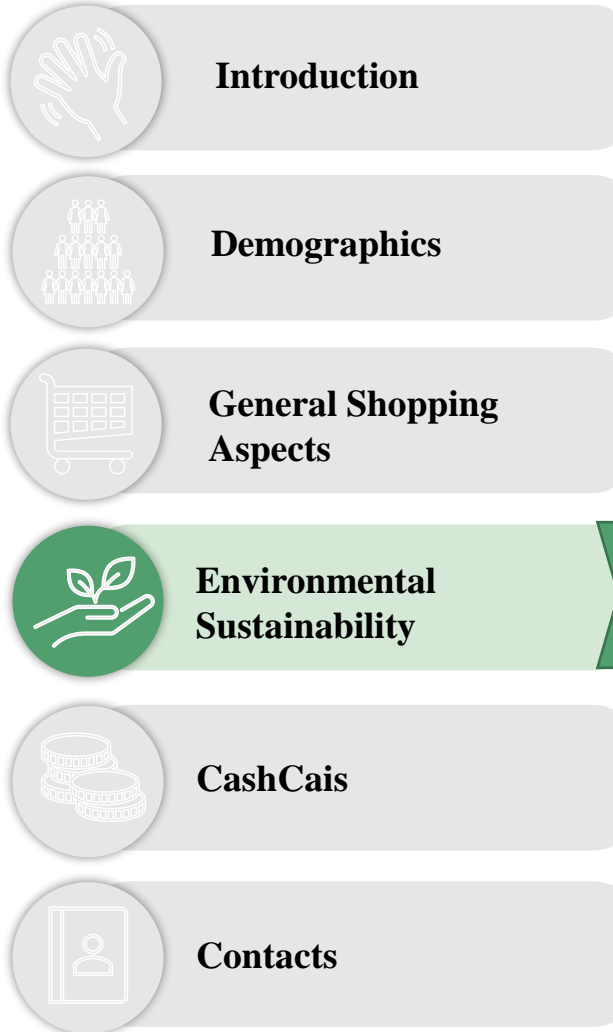 Introduction
Demographics
General Shopping
Aspects
Environmental
Sustainability
CashCais
Contacts